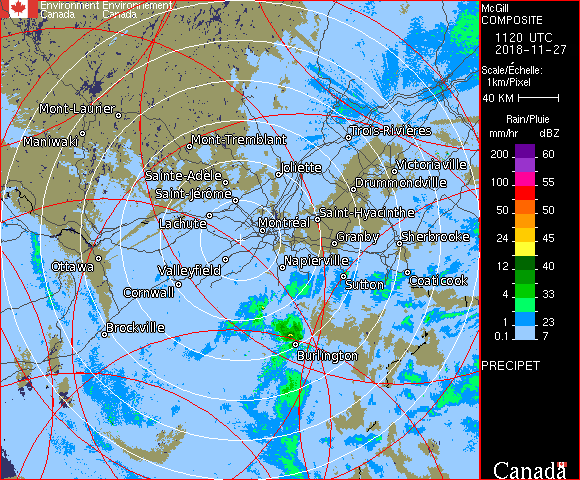 Environment Environnement
Canada Canada
McGill
COMPOSITE
1120 UTC
2018-11-27
Scale/Échelle:
1km/Pixel
40 KM
Rain/Pluie
mm/hr dBZ
200 60
100 55
50 50
24 45
12 40
4 33
1 23
0.1 7
PRECIPET
Mont-Laurier
Maniwaki
Mont-Tremblant
Trois-Rivières
Joliette
Victoriaville
Sainte-Adèle
Drummondville
Saint-Jérôme
Saint-Hyacinthe
Lachute
Montréal
Granby
Sherbrooke
Ottawa
Valleyfield
Napierville
Sutton
Coaticook
Cornwall
Brockville
Burlington
Canada